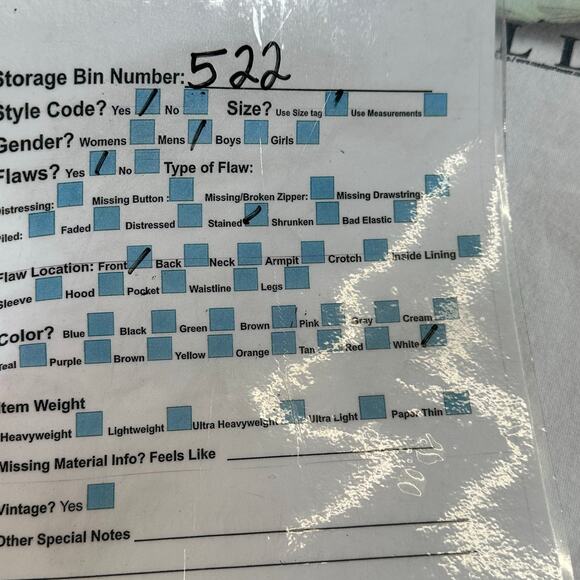 Storage Bin Number: 522
Style Code? Yes No Size? Use Size tag Use Measurements
Gender? Womens Mens Boys Girls
Flaws? Yes No Type of Flaw:
istressing: Missing Button : Missing/Broken Zipper: Missing Drawstring:
iled: Faded Distressed Stained Shrunken Bad Elastic
Flaw Location: Front Back Neck Armpit Crotch Inside Lining
Sleeve Hood Pocket Waistline Legs
Color? Blue Black Green Brown Pink Gray Cream
Teal Purple Brown Yellow Orange Tan Red White
Item Weight
Heavyweight Lightweight Ultra Heavyweight Ultra Light Paper Thin
Missing Material Info? Feels Like
Vintage? Yes
Other Special Notes